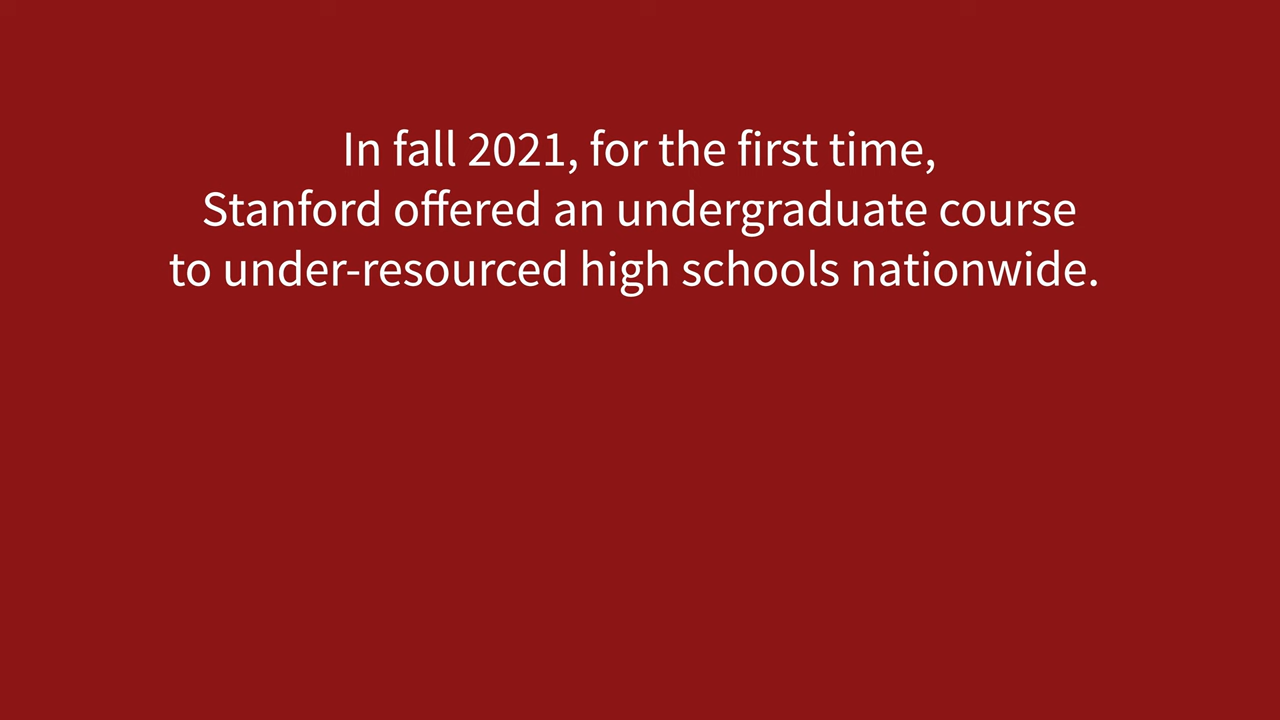 In fall 2021, for the first time,
Stanford offered an undergraduate course
to under-resourced high schools nationwide.